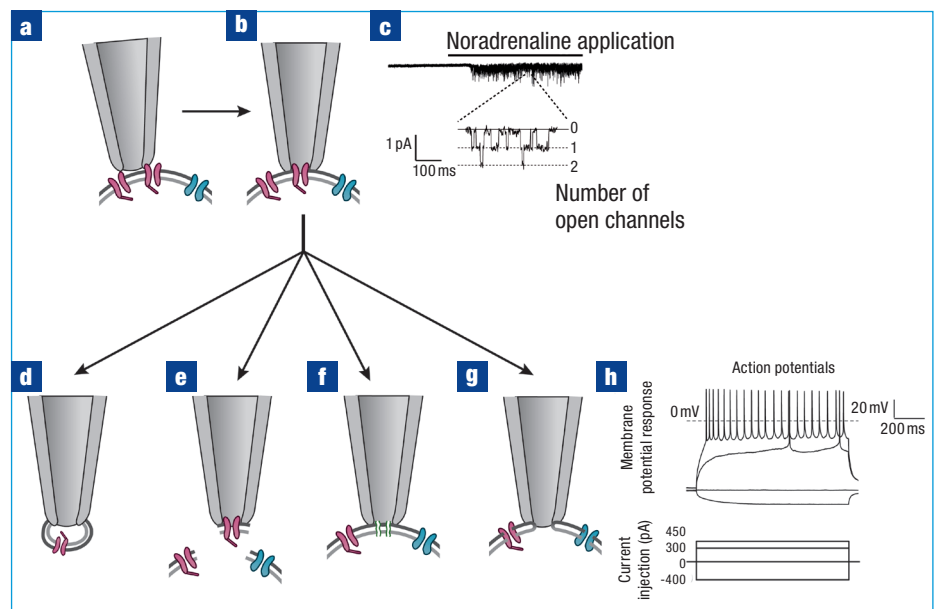 a
b
c
Noradrenaline application
0
1
2
1 pA
100 ms
Number of
open channels
d
e
f
g
h
Action potentials
0 mV
20 mV
200 ms
Membrane
potential response
450
300
0
-400
Current
injection (pA)